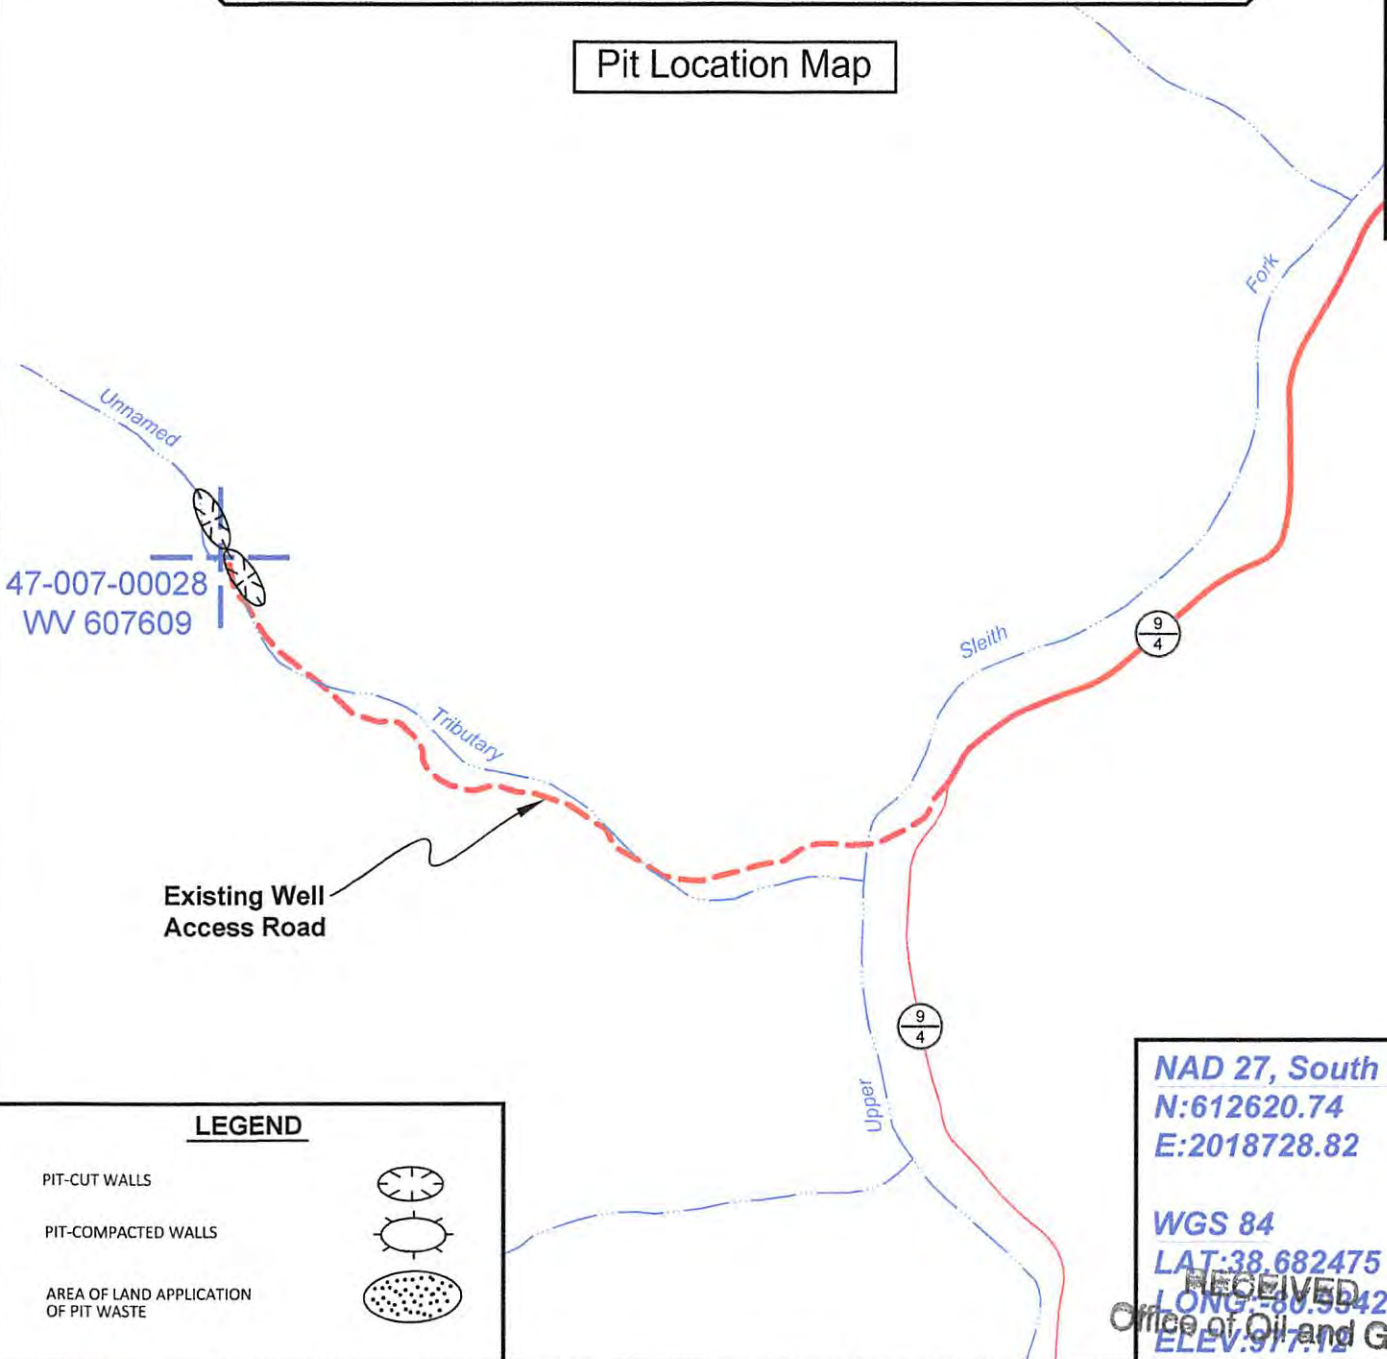 Pit Location Map
Fork
Unnamed
47-007-00028
WV 607609
Sleith
9
4
Tributary
Existing Well
Access Road
9
4
Upper
NAD 27, South
N:612620.74
E:2018728.82
WGS 84
LAT:38.682475
RECEIVED
Office of Oil and G
LEGEND
PIT-CUT WALLS
PIT-COMPACTED WALLS
AREA OF LAND APPLICATION
OF PIT WASTE